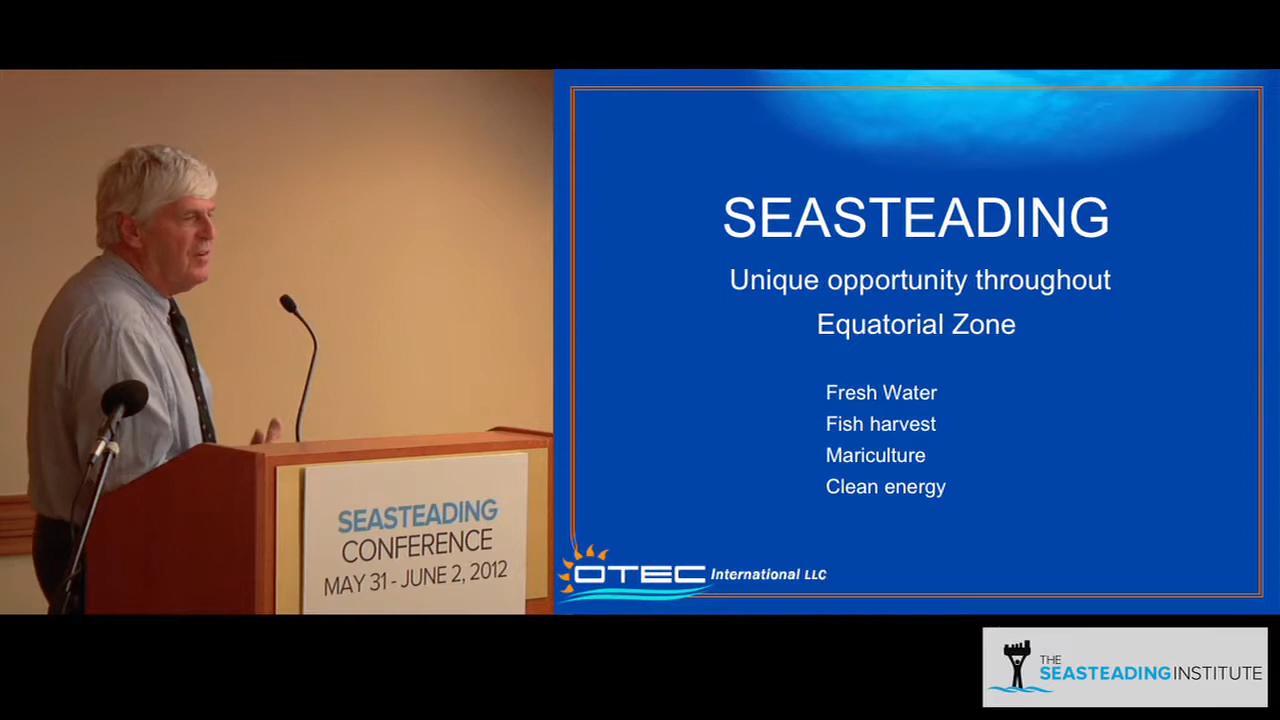 SEASTEADING
CONFERENCE
MAY 31 - JUNE 2, 2012
SEASTEADING
Unique opportunity throughout
Equatorial Zone
Fresh Water
Fish harvest
Mariculture
Clean energy
OTEC International LLC
THE
SEASTEADING INSTITUTE